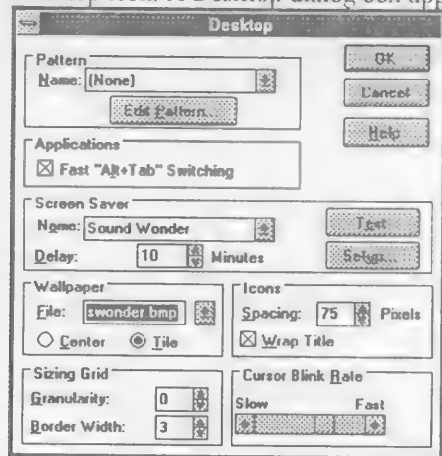 Desktop
Pattern
Name: (None)
Edit Pattern...
OK
Cancel
Help
Applications
Fast "Alt+Tab" Switching
Screen Saver
Name: Sound Wonder
Delay: 10 Minutes
Test
Setup...
Wallpaper
File: swonder.bmp
Center Tile
Icons
Spacing: 75 Pixels
Wrap Title
Sizing Grid
Granularity: 0
Border Width: 3
Cursor Blink Rate
Slow Fast